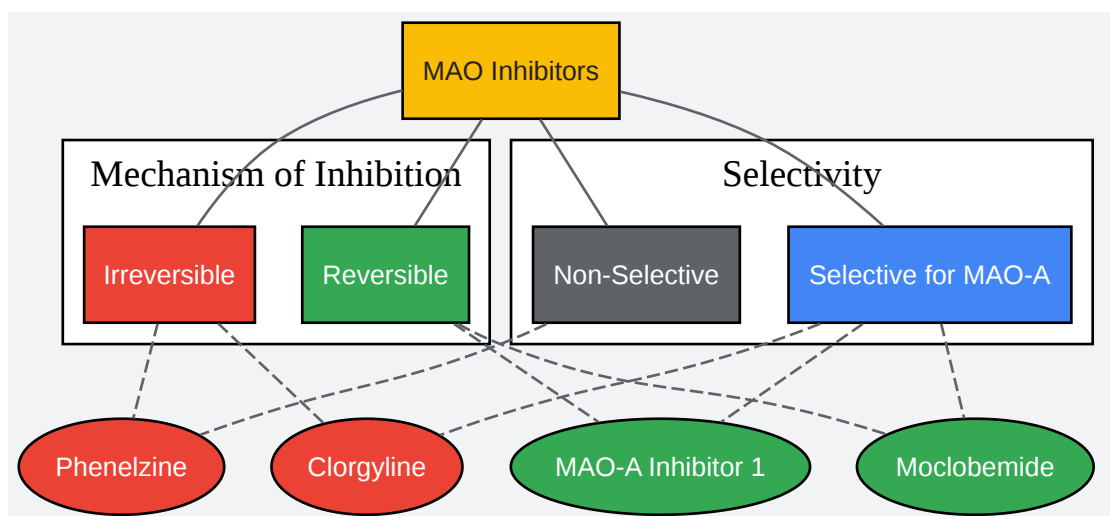 MAO Inhibitors
Mechanism of Inhibition
Selectivity
Irreversible
Reversible
Non-Selective
Selective for MAO-A
Phenelzine
Clorgyline
MAO-A Inhibitor 1
Moclobemide